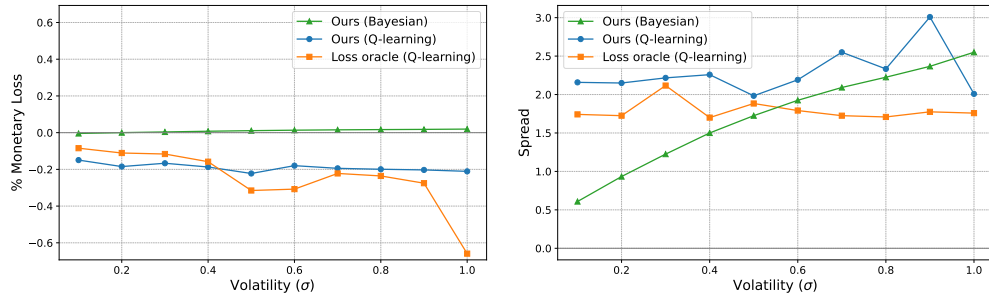 Ours (Bayesian)
Ours (Q-learning)
Loss oracle (Q-learning)
% Monetary Loss
0.6
0.4
0.2
0.0
−0.2
−0.4
−0.6
0.2
0.4
0.6
0.8
1.0
Volatility (σ)
Ours (Bayesian)
Ours (Q-learning)
Loss oracle (Q-learning)
Spread
3.0
2.5
2.0
1.5
1.0
0.5
0.0
0.2
0.4
0.6
0.8
1.0
Volatility (σ)